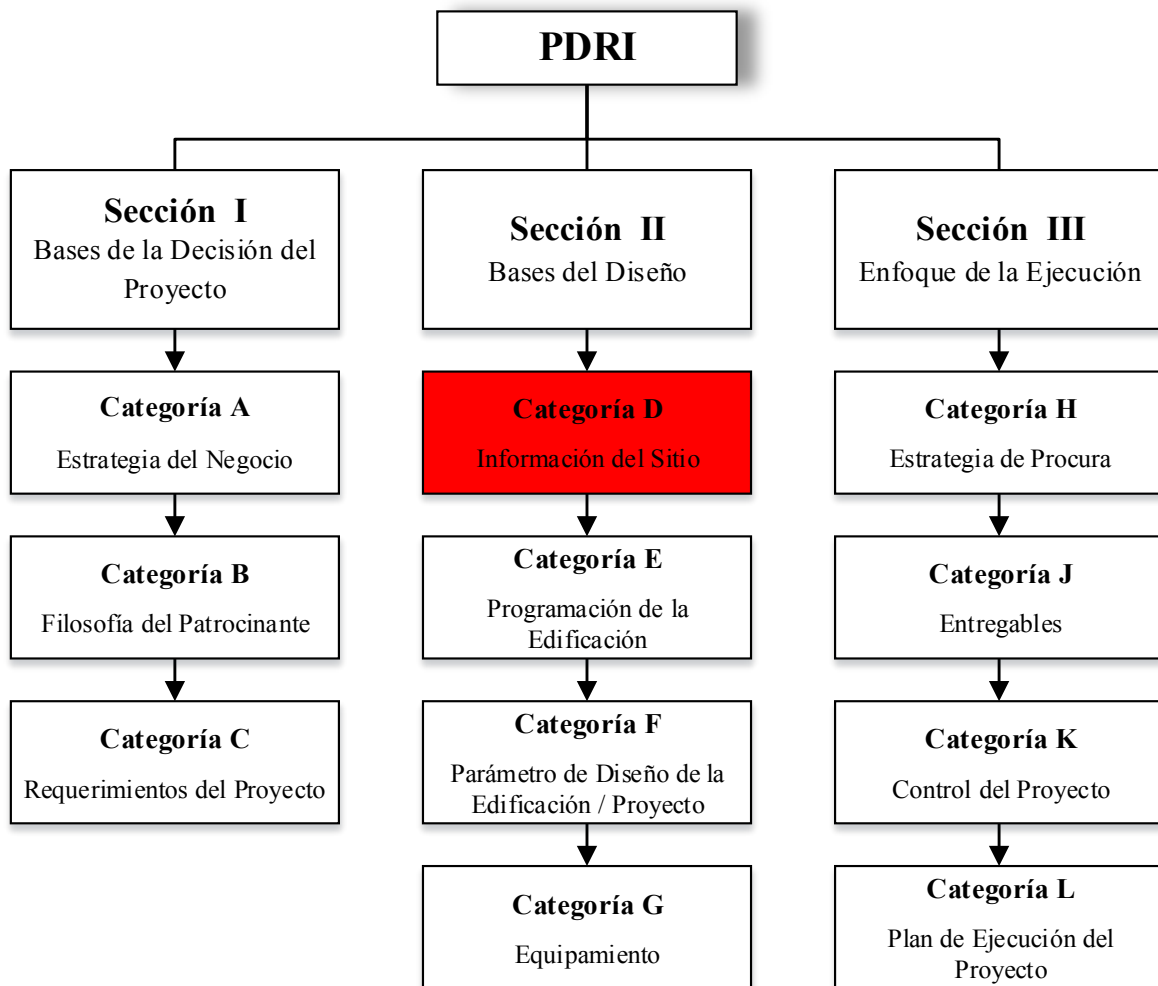 PDRI
Sección I
Bases de la Decisión del
Proyecto
Categoría A
Estrategia del Negocio
Categoría B
Filosofía del Patrocinante
Categoría C
Requerimientos del Proyecto
Sección II
Bases del Diseño
Categoría D
Información del Sitio
Categoría E
Programación de la
Edificación
Categoría F
Parámetro de Diseño de la
Edificación / Proyecto
Categoría G
Equipamiento
Sección III
Enfoque de la Ejecución
Categoría H
Estrategia de Procura
Categoría J
Entregables
Categoría K
Control del Proyecto
Categoría L
Plan de Ejecución del
Proyecto